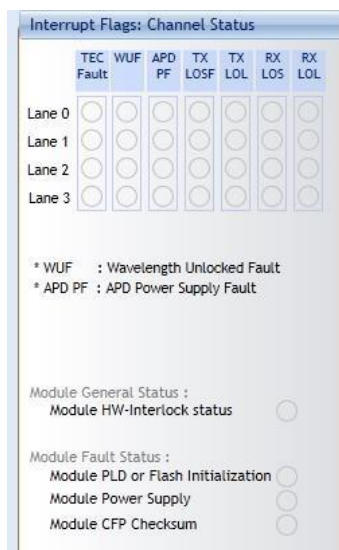 Interrupt Flags: Channel Status
TEC WUF APD TX TX RX RX
Fault PF LOSF LOL LOS LOL
Lane 0
Lane 1
Lane 2
Lane 3
* WUF : Wavelength Unlocked Fault
* APD PF : APD Power Supply Fault
Module General Status :
Module HW-Interlock status
Module Fault Status :
Module PLD or Flash Initialization
Module Power Supply
Module CFP Checksum